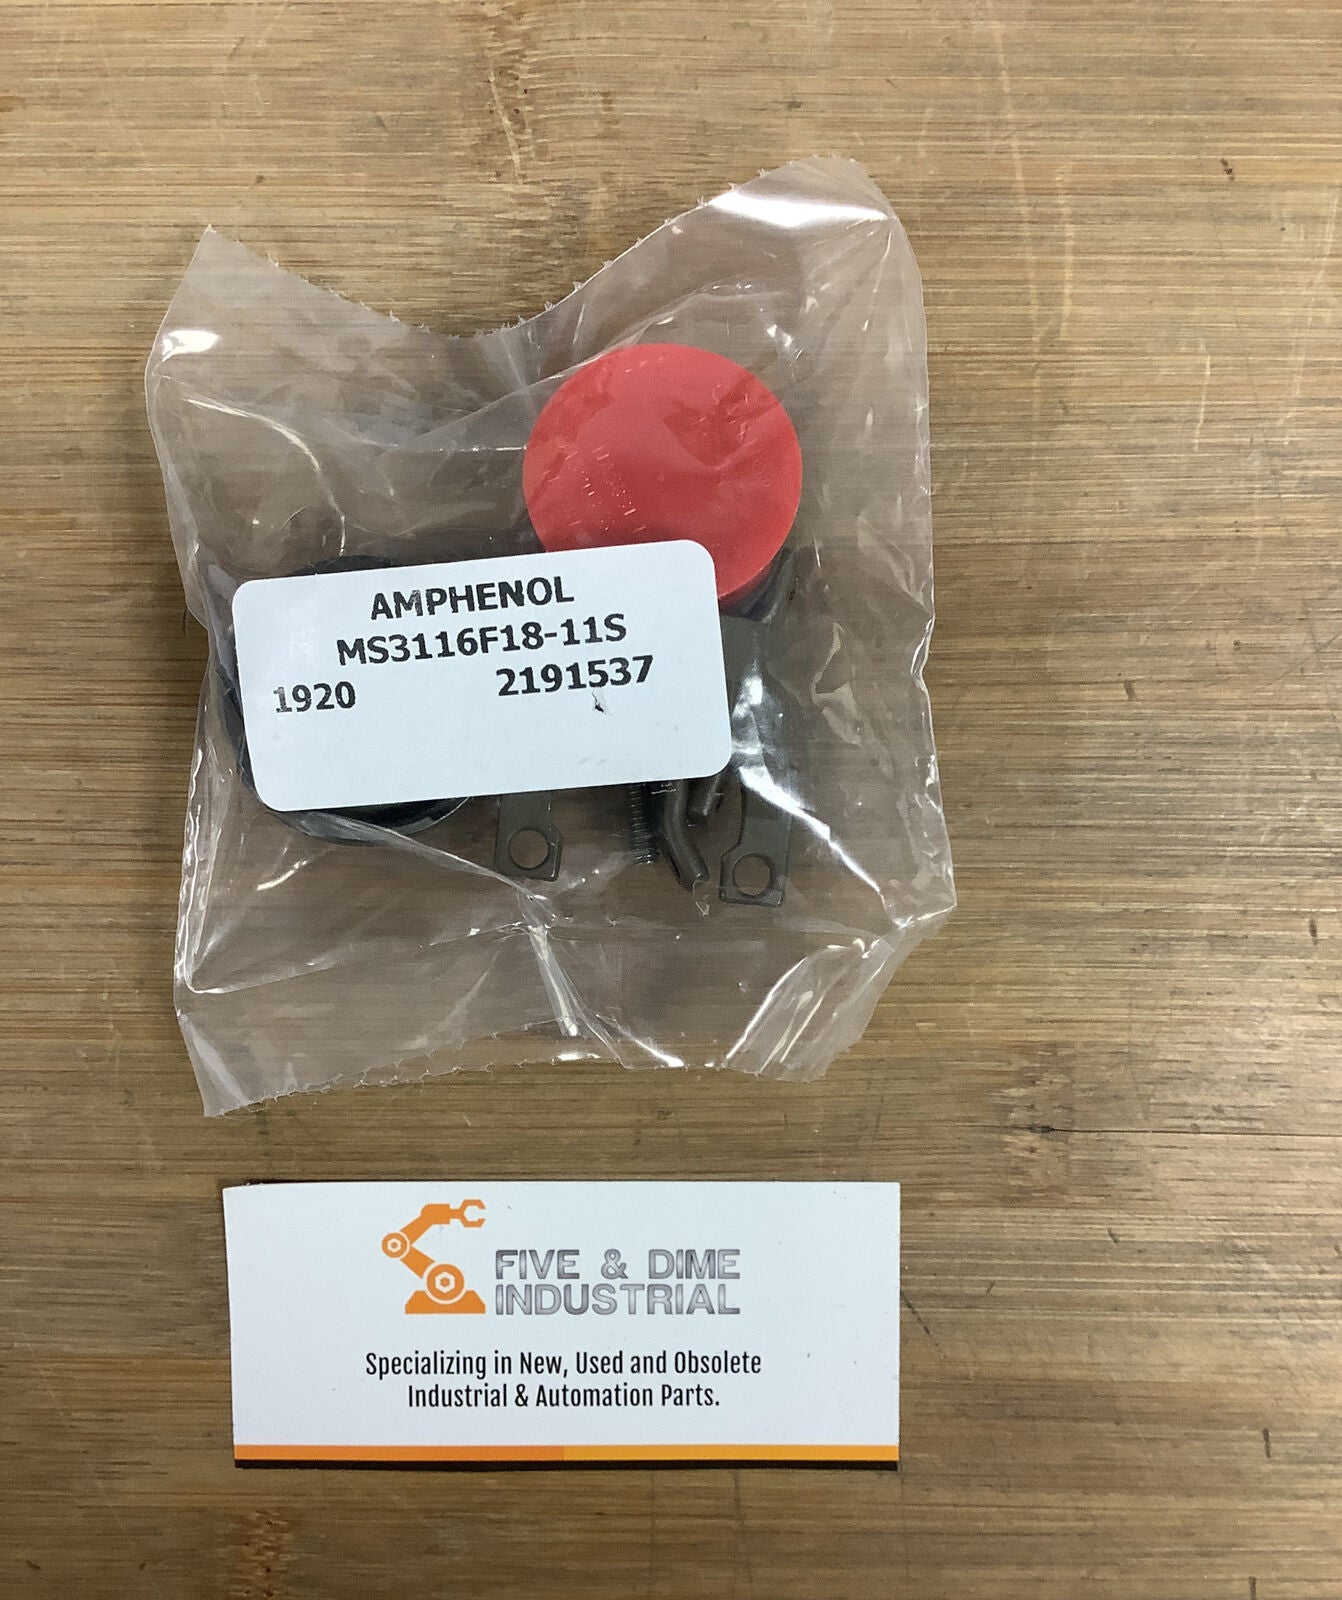 AMPHENOL
MS3116F18-11S
1920 2191537
FIVE & DIME
INDUSTRIAL
Specializing in New, Used and Obsolete
Industrial & Automation Parts.